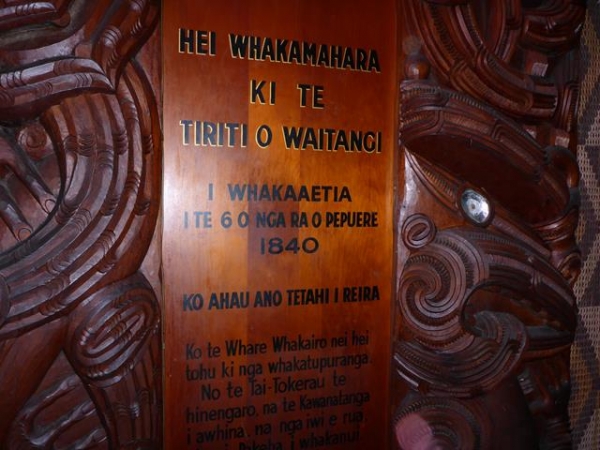 HEI WHAKAMAHARA
KI TE
TIRITI O WAITANGI
I WHAKAAETIA
I TE 6 O NGA RA O PEPUERE
1840
KO AHAU ANO TETAHI I REIRA
Ko te Whare Whakairo nei hei
tohu ki nga whakatupuranga.
No te Tai-Tokerau te
hinengaro, na te Kawanatanga
i awhina, na nga iwi e rua
Pakeha, i whakanui